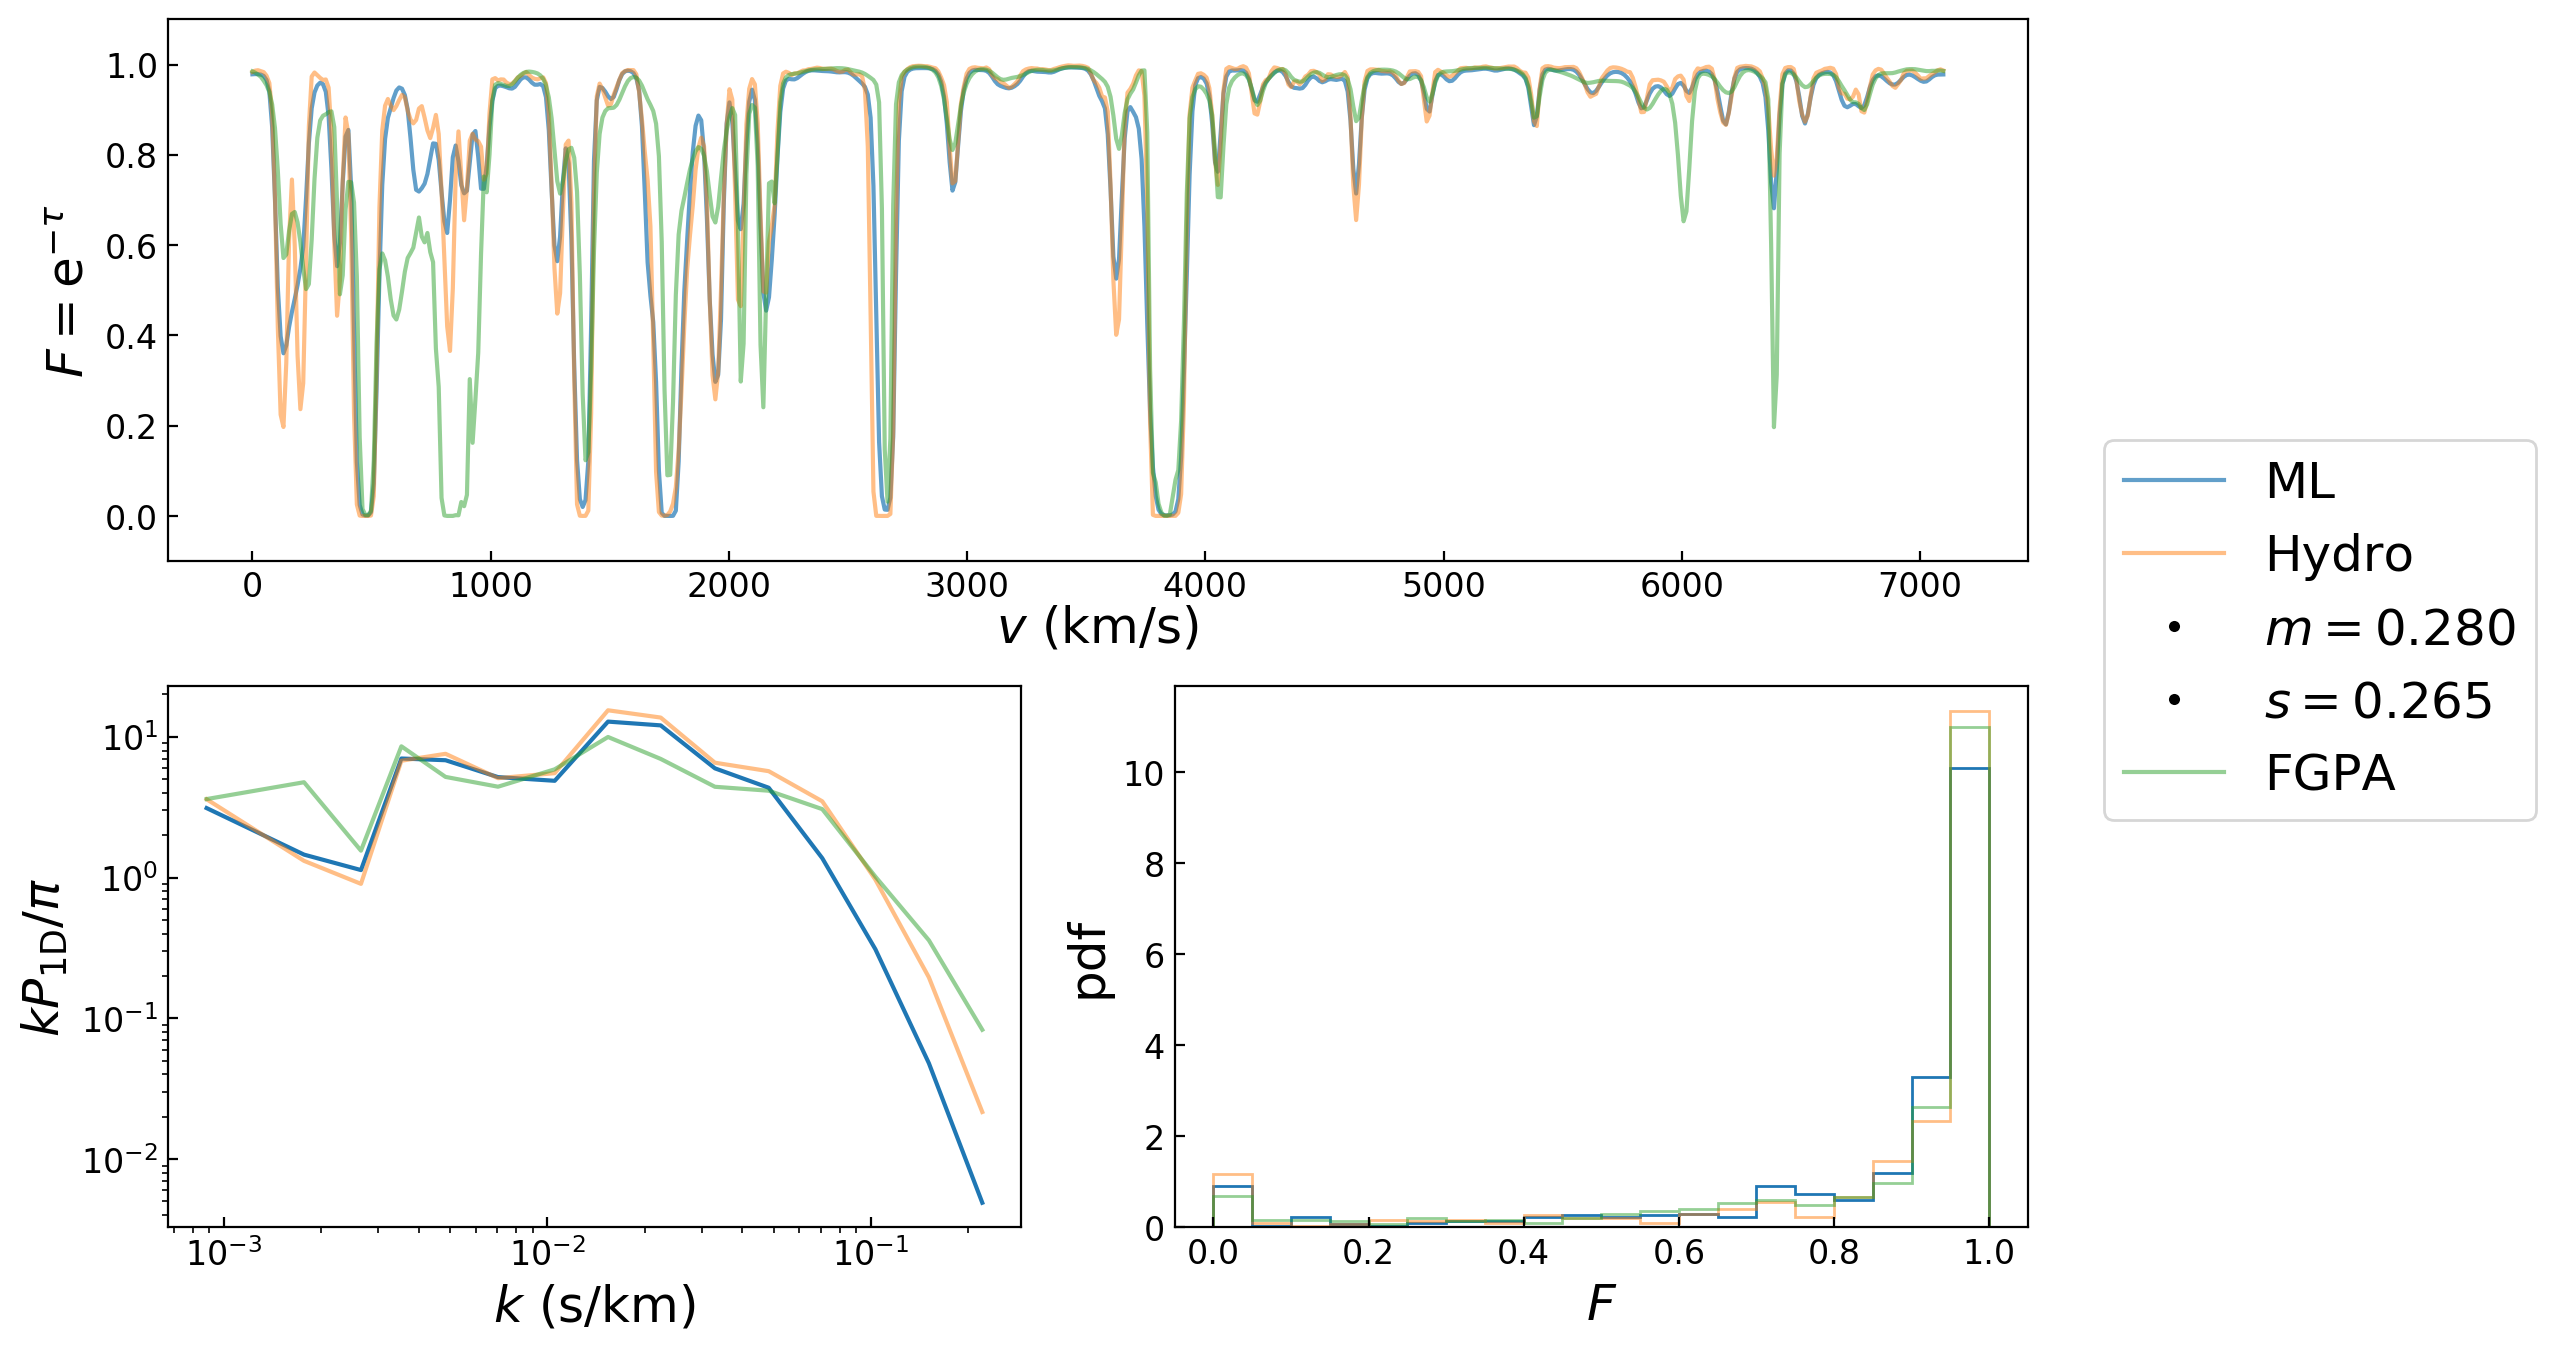 1.0
0.8
0.6
0.4
0.2
0.0
F = e^{−τ}
0 1000 2000 3000 4000 5000 6000 7000
v (km/s)
ML
Hydro
m = 0.280
s = 0.265
FGPA
10^1
10^0
10^{−1}
10^{−2}
kP_{1D}/π
10^{−3} 10^{−2} 10^{−1}
k (s/km)
10
8
6
4
2
0
pdf
0.0 0.2 0.4 0.6 0.8 1.0
F